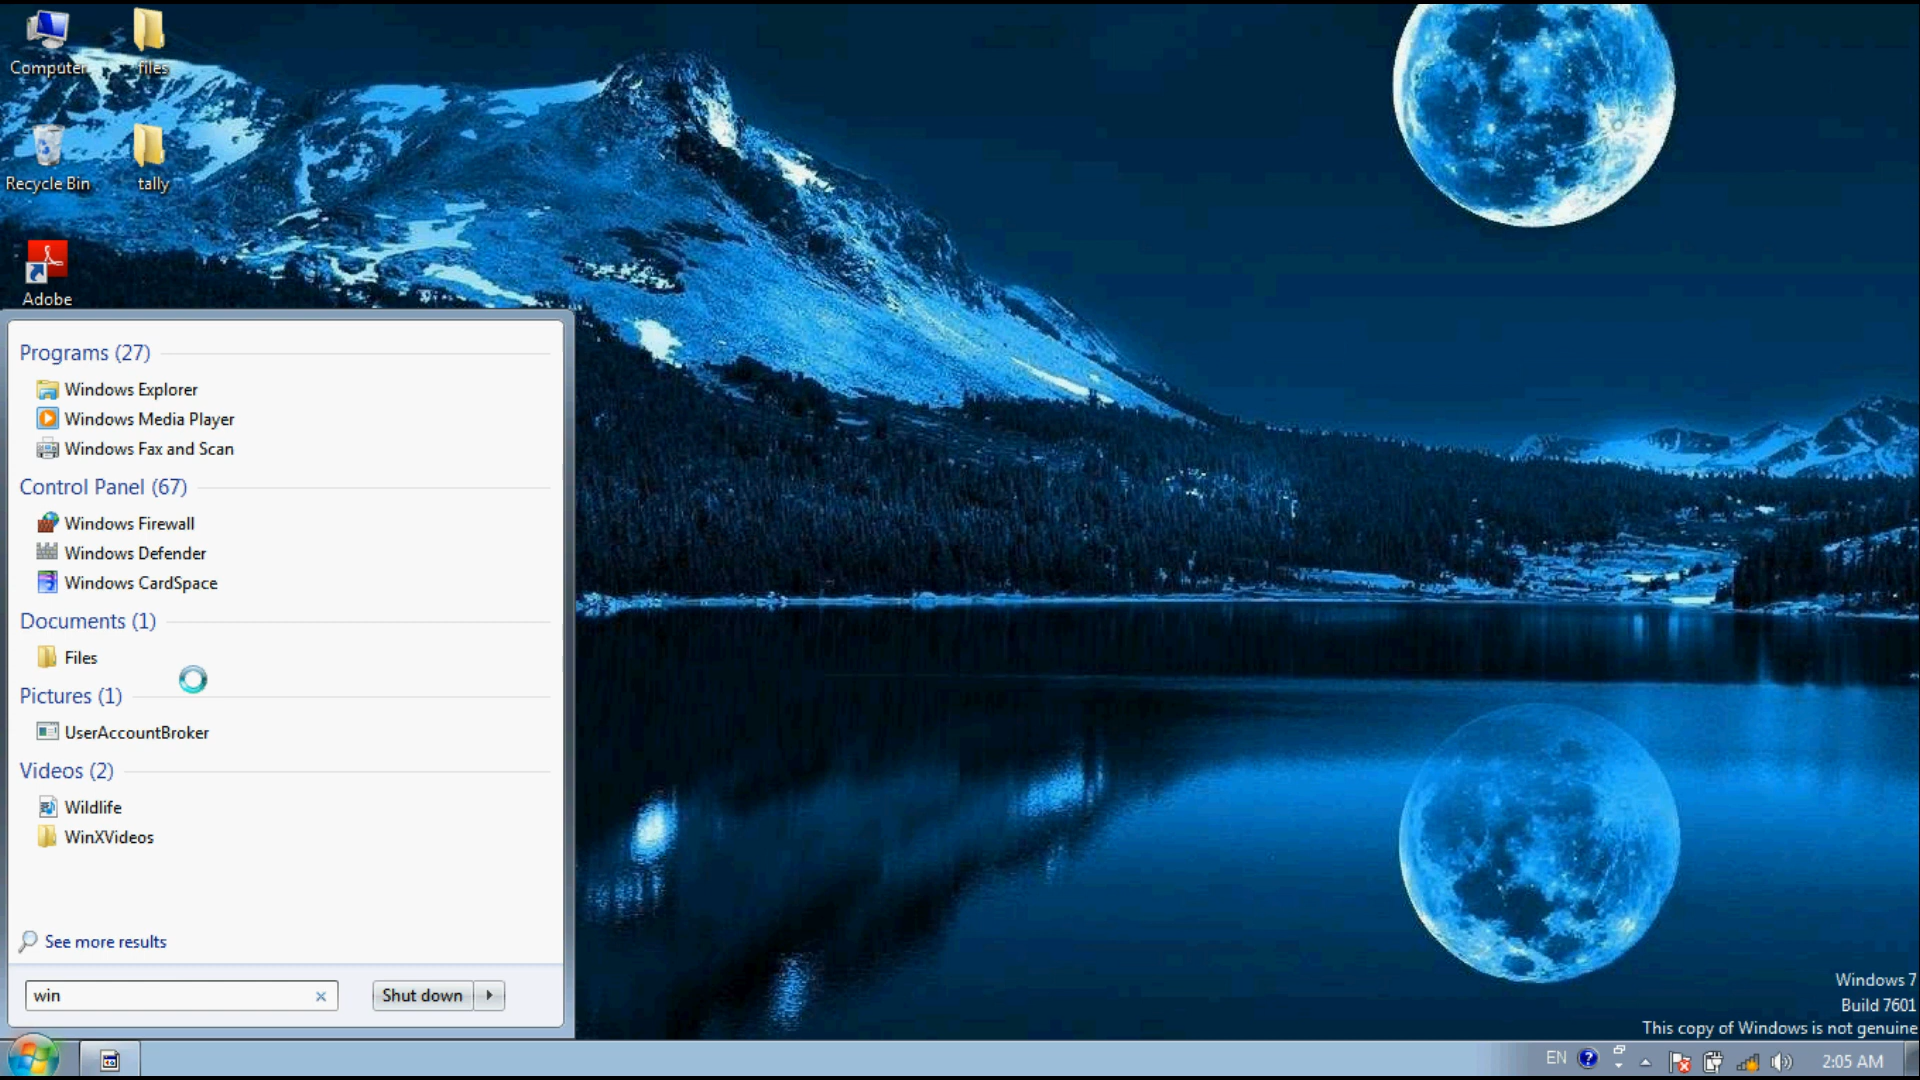 Computer
files
Recycle Bin
tally
Adobe
Programs (27)
Windows Explorer
Windows Media Player
Windows Fax and Scan
Control Panel (67)
Windows Firewall
Windows Defender
Windows CardSpace
Documents (1)
Files
Pictures (1)
UserAccountBroker
Videos (2)
Wildlife
WinXVideos
See more results
win
Shut down
Windows 7
Build 7601
This copy of Windows is not genuine
EN
2:05 AM